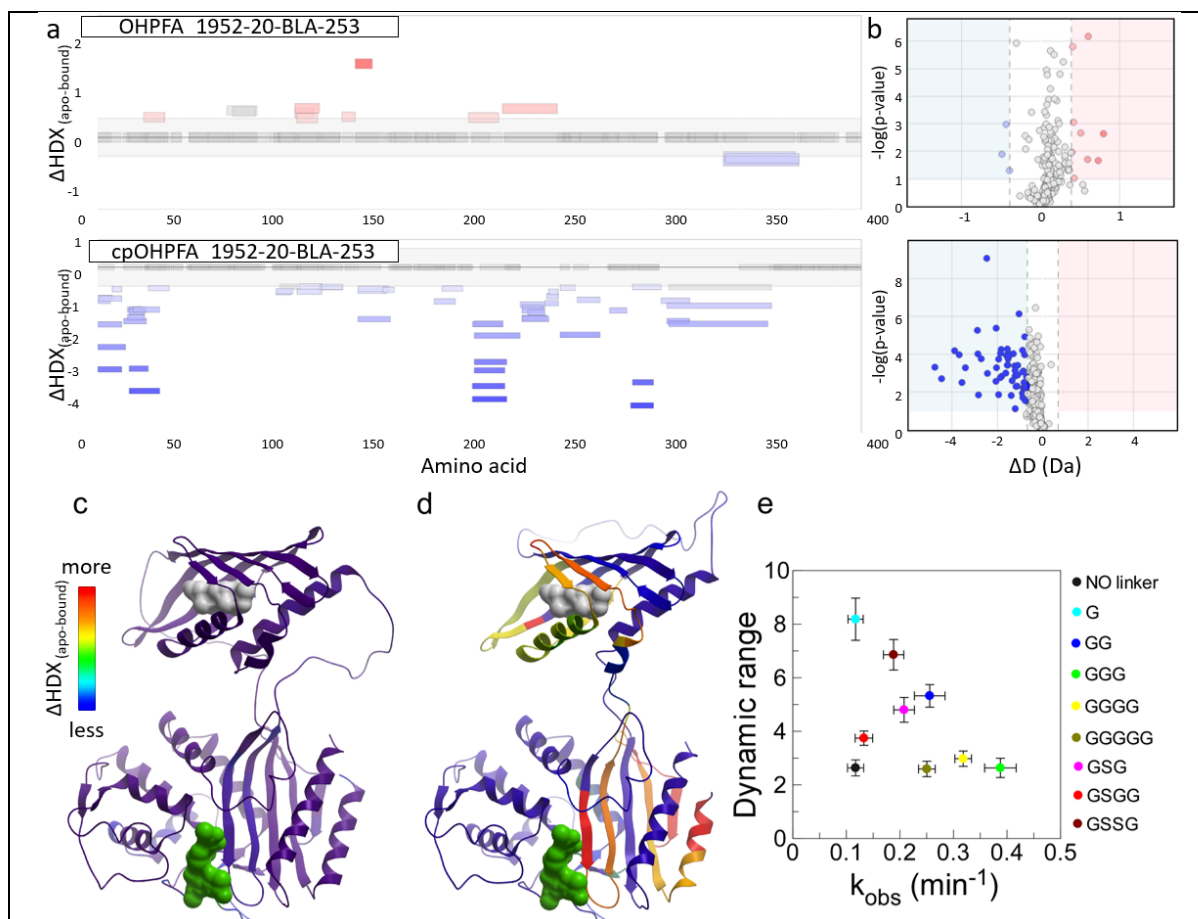 a
OHPFA 1952-20-BLA-253
ΔHDX(apo-bound)
2
1
0
-1
0 50 100 150 200 250 300 350 400
cpOHPFA 1952-20-BLA-253
ΔHDX(apo-bound)
1
0
-1
-2
-3
-4
0 50 100 150 200 250 300 350 400
Amino acid
b
-log(p-value)
6
5
4
3
2
1
0
-1 0 1
-log(p-value)
8
6
4
2
0
-4 -2 0 2 4
ΔD (Da)
c
more
ΔHDX(apo-bound)
less
d
e
Dynamic range
10
8
6
4
2
0
0 0.1 0.2 0.3 0.4 0.5
kobs (min-1)
NO linker
G
GG
GGG
GGGG
GGGGG
GSG
GSGG
GSSG